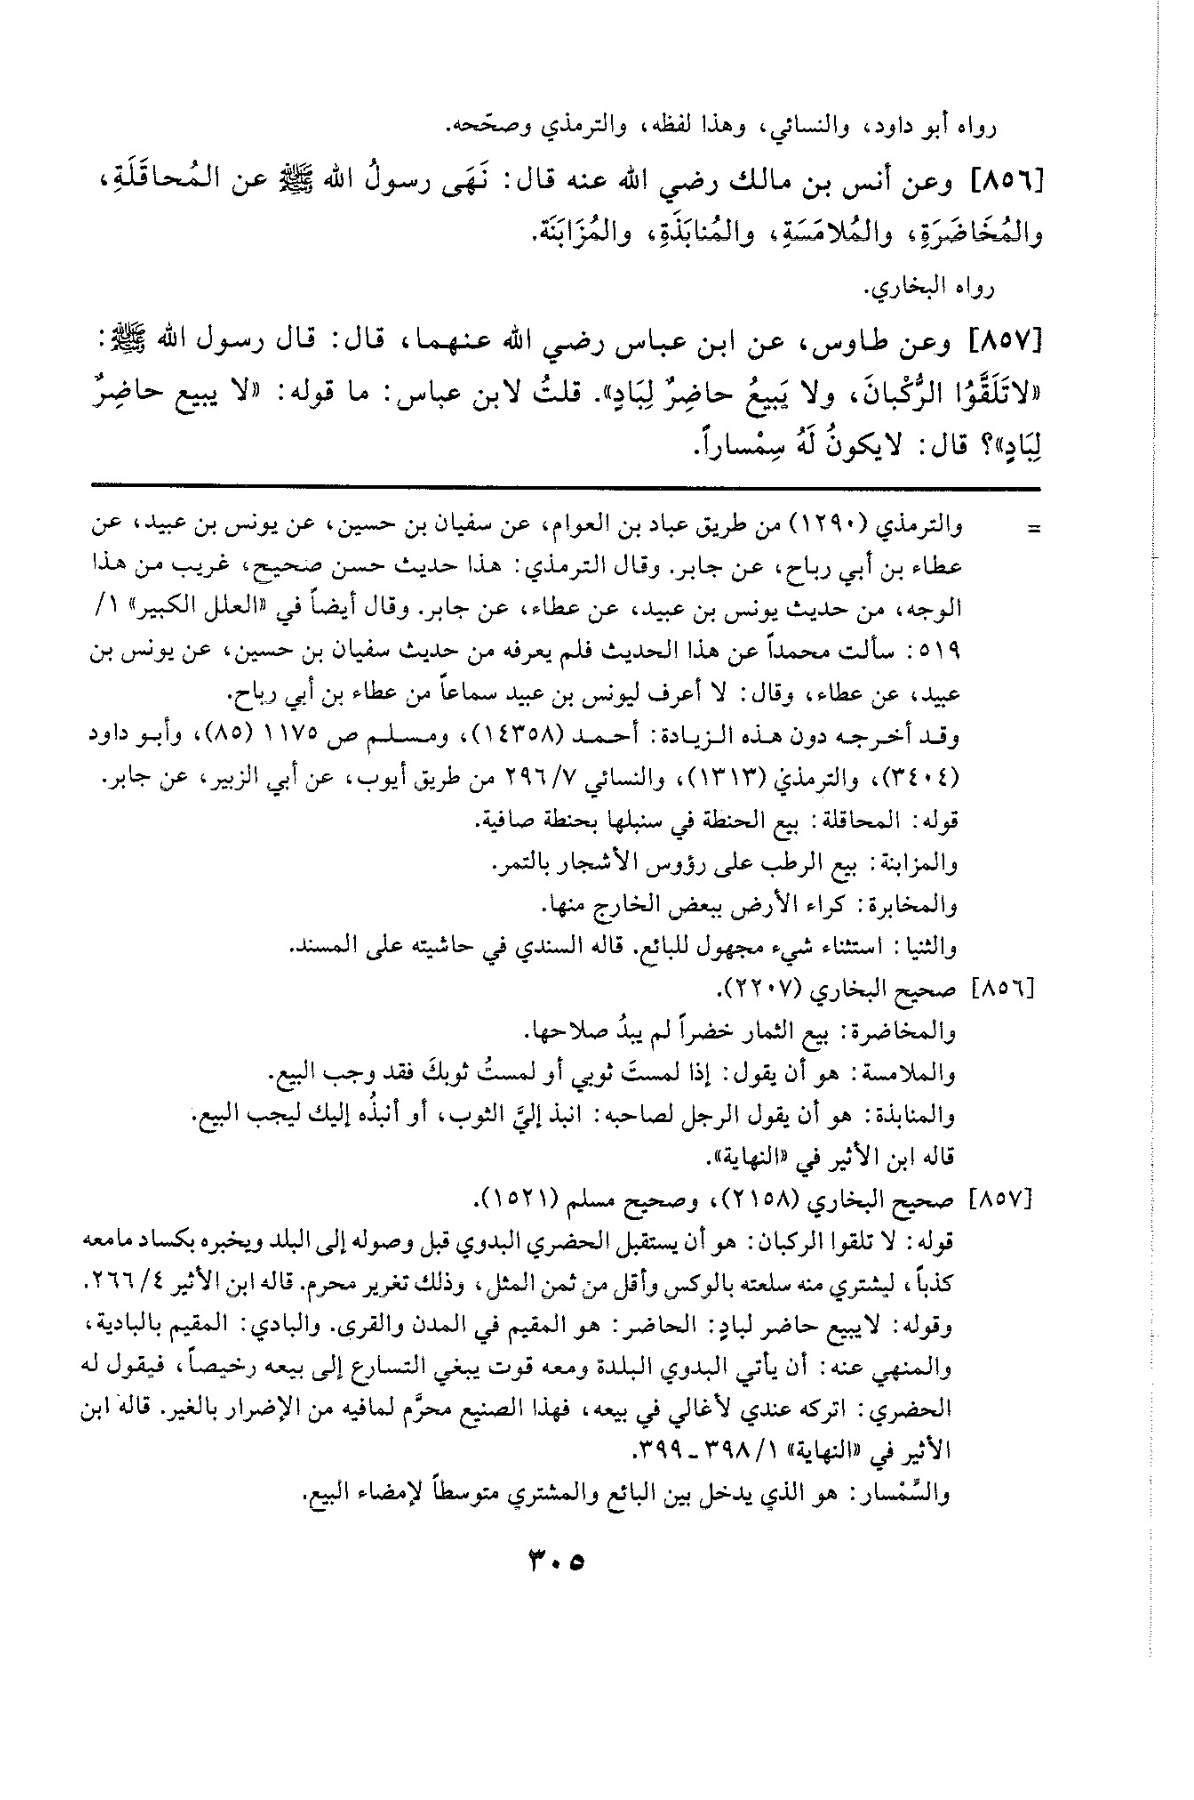 رواه أبو داود، والنسائي، وهذا لفظه، والترمذي وصحّحه.
[٨٥٦] وعن أنس بن مالك رضي الله عنه قال: نَهَى رسولُ الله ﷺ عن المُحاقَلَةِ،
والمُخَاضَرَةِ، والمُلامَسَةِ، والمُنابَذَةِ، والمُزَابَنَة.
رواه البخاري.
[٨٥٧] وعن طاوس، عن ابن عباس رضي الله عنهما، قال: قال رسول الله ﷺ:
«لاتَلَقَّوُا الرُّكْبانَ، ولا يَبِيعُ حاضِرٌ لِبَادٍ». قلتُ لابن عباس: ما قوله: «لا يبيع حاضِرٌ
لِبَادٍ»؟ قال: لايكونُ لَهُ سِمْساراً.
= والترمذي (١٢٩٠) من طريق عباد بن العوام، عن سفيان بن حسين، عن يونس بن عبيد، عن
عطاء بن أبي رباح، عن جابر. وقال الترمذي: هذا حديث حسن صحيح، غريب من هذا
الوجه، من حديث يونس بن عبيد، عن عطاء، عن جابر. وقال أيضاً في «العلل الكبير» ١/
٥١٩: سألت محمداً عن هذا الحديث فلم يعرفه من حديث سفيان بن حسين، عن يونس بن
عبيد، عن عطاء، وقال: لا أعرف ليونس بن عبيد سماعاً من عطاء بن أبي رباح.
وقد أخرجه دون هذه الزيادة: أحمد (١٤٣٥٨)، ومسلم ص ١١٧٥ (٨٥)، وأبو داود
(٣٤٠٤)، والترمذي (١٣١٣)، والنسائي ٧/ ٢٩٦ من طريق أيوب، عن أبي الزبير، عن جابر.
قوله: المحاقلة: بيع الحنطة في سنبلها بحنطة صافية.
والمزابنة: بيع الرطب على رؤوس الأشجار بالتمر.
والمخابرة: كراء الأرض ببعض الخارج منها.
والثنيا: استثناء شيء مجهول للبائع. قاله السندي في حاشيته على المسند.
[٨٥٦] صحيح البخاري (٢٢٠٧).
والمخاضرة: بيع الثمار خضراً لم يبدُ صلاحها.
والملامسة: هو أن يقول: إذا لمستَ ثوبي أو لمستُ ثوبكَ فقد وجب البيع.
والمنابذة: هو أن يقول الرجل لصاحبه: انبذ إليَّ الثوب، أو أنبذُه إليك ليجب البيع.
قاله ابن الأثير في «النهاية».
[٨٥٧] صحيح البخاري (٢١٥٨)، وصحيح مسلم (١٥٢١).
قوله: لا تلقوا الركبان: هو أن يستقبل الحضري البدوي قبل وصوله إلى البلد ويخبره بكساد مامعه
كذباً، ليشتري منه سلعته بالوكس وأقل من ثمن المثل، وذلك تغرير محرم. قاله ابن الأثير ٤/ ٢٦٦.
وقوله: لايبيع حاضر لبادٍ: الحاضر: هو المقيم في المدن والقرى. والبادي: المقيم بالبادية،
والمنهي عنه: أن يأتي البدوي البلدة ومعه قوت يبغي التسارع إلى بيعه رخيصاً، فيقول له
الحضري: اتركه عندي لأغالي في بيعه، فهذا الصنيع محرَّم لمافيه من الإضرار بالغير. قاله ابن
الأثير في «النهاية» ١/ ٣٩٨ ـ ٣٩٩.
والسِّمْسار: هو الذي يدخل بين البائع والمشتري متوسطاً لإمضاء البيع.
٣٠٥